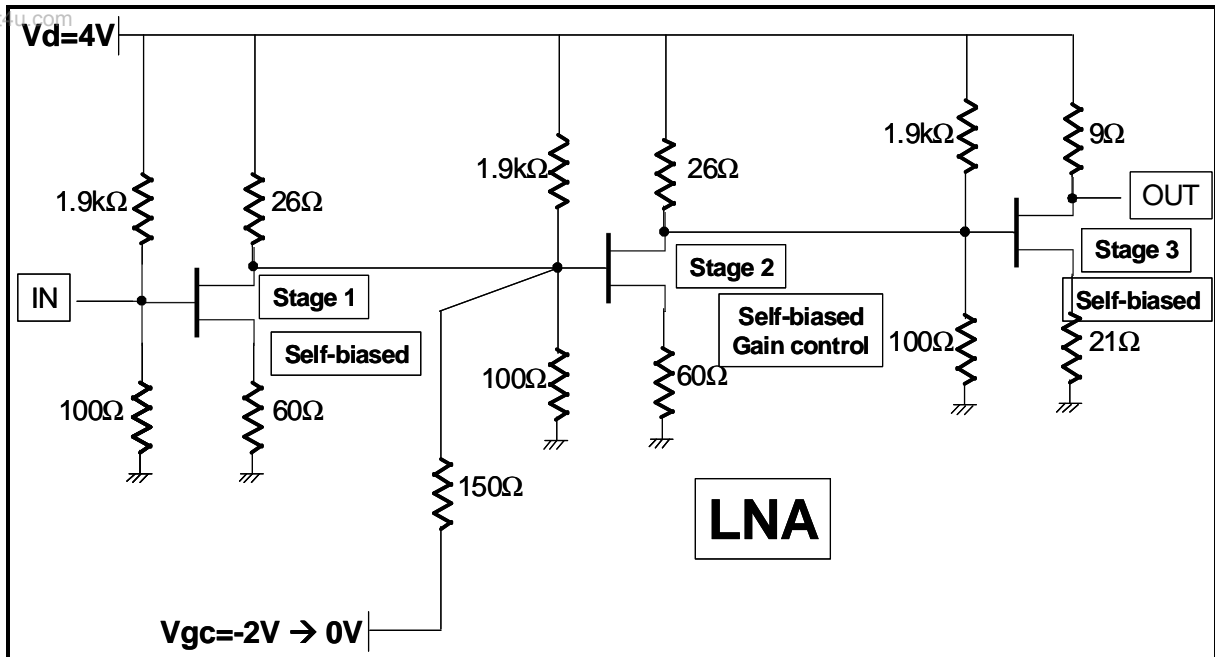 t4u.com
Vd=4V
1.9kΩ
26Ω
1.9kΩ
26Ω
1.9kΩ
9Ω
OUT
IN
Stage 1
Stage 2
Stage 3
Self-biased
Self-biased
Gain control
Self-biased
100Ω
60Ω
100Ω
60Ω
100Ω
21Ω
150Ω
LNA
Vgc=-2V → 0V